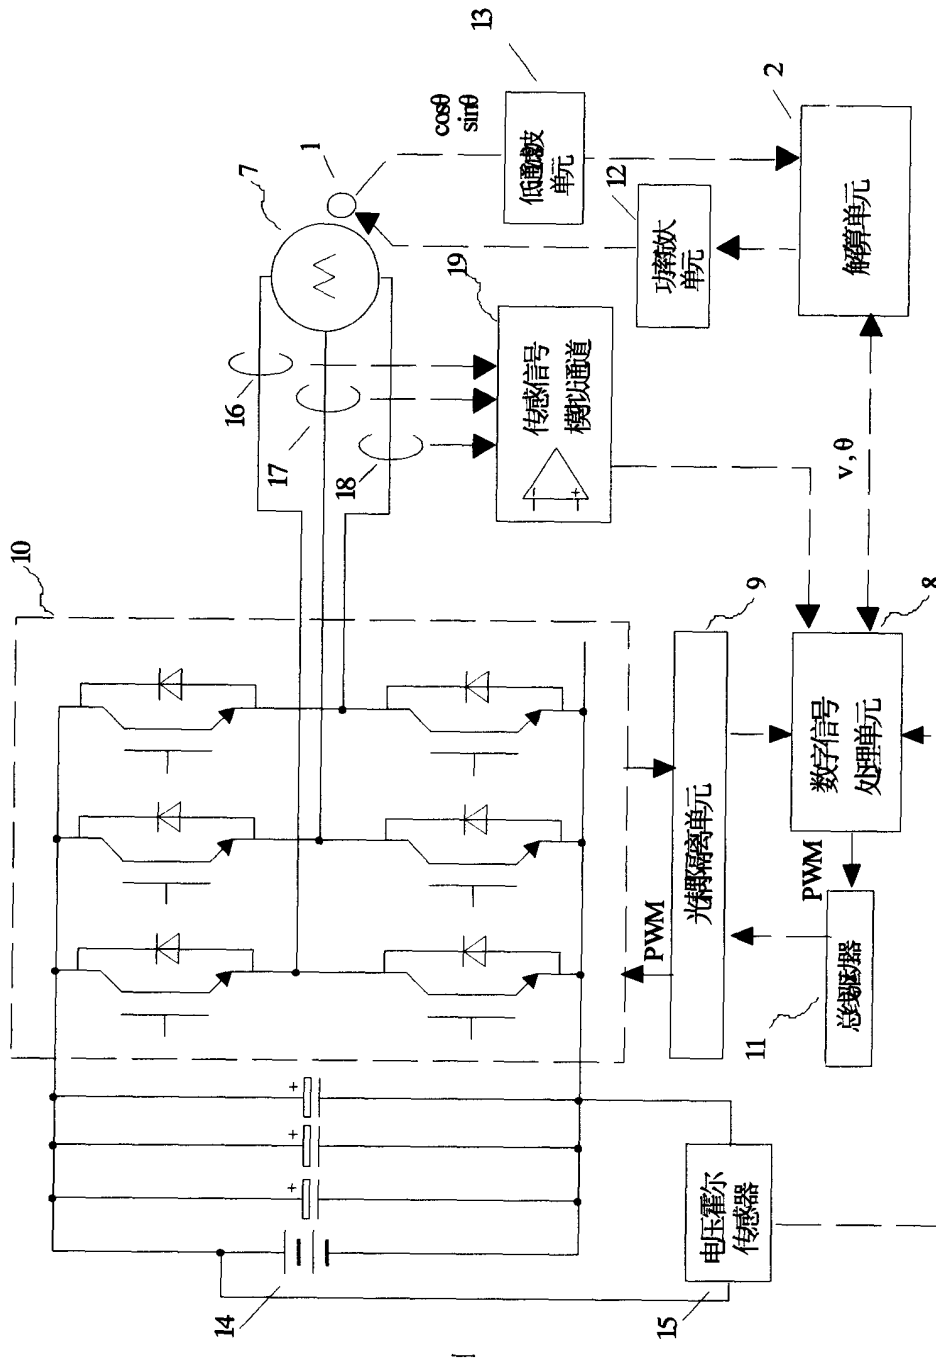 10
7
1
13
cosθ
sinθ
低通滤波
单元
2
12
功率放大
单元
解算单元
19
传感信号
模拟通道
16
17
18
v,θ
9
8
光耦隔离单元
数字信号
处理单元
PWM
PWM
11
总线驱动器
14
15
电压霍尔
传感器
+
+
+
-
+